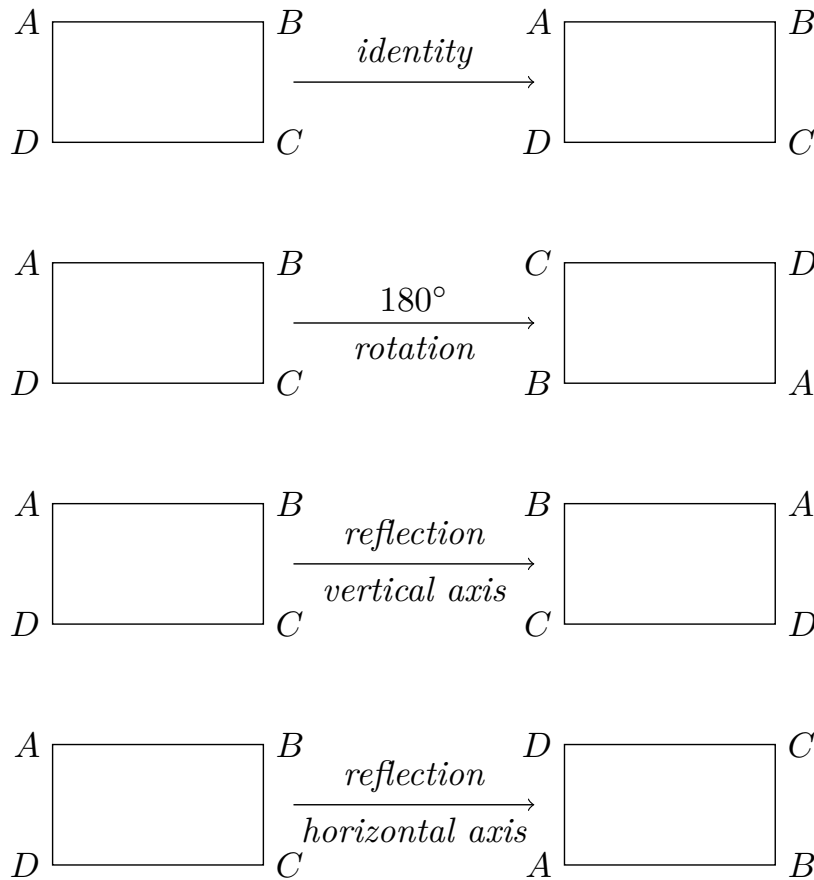 A B identity A B
D C D C
A B 180° C D
D C rotation B A
A B reflection B A
D C vertical axis C D
A B reflection D C
D C horizontal axis A B